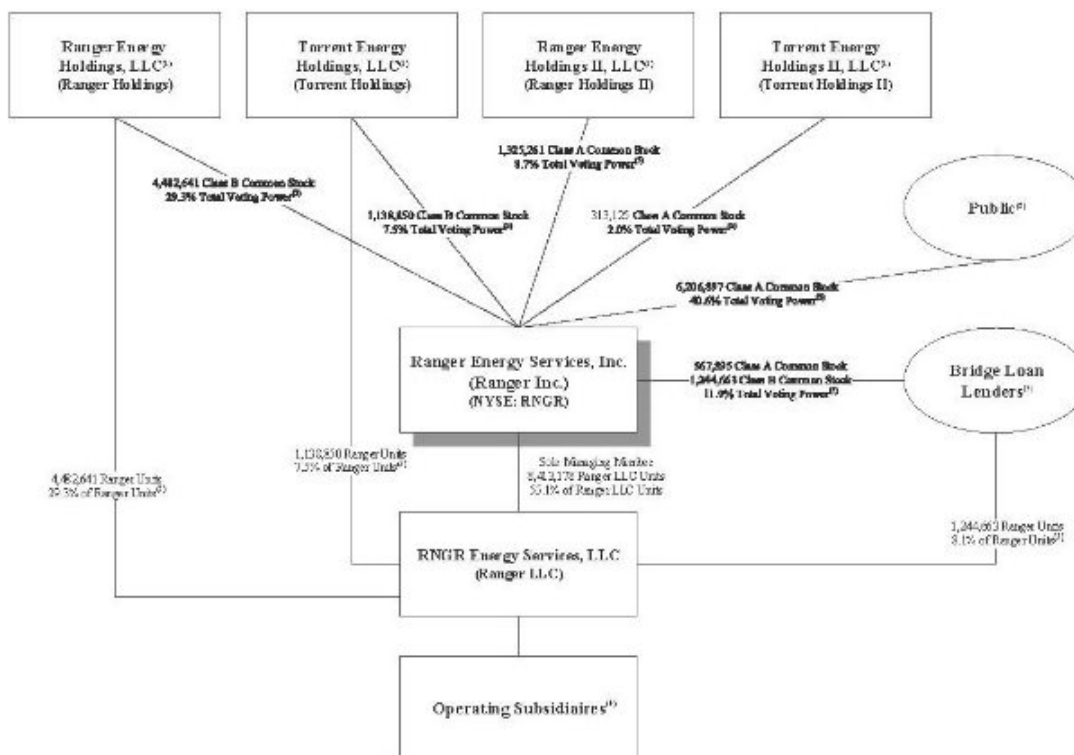 Ranger Energy
Holdings, LLC
(Ranger Holdings)
Torrent Energy
Holdings, LLC
(Torrent Holdings)
Ranger Energy
Holdings II, LLC
(Ranger Holdings II)
Torrent Energy
Holdings II, LLC
(Torrent Holdings II)
1,325,261 Class A Common Stock
8.7% Total Voting Power
4,482,641 Class B Common Stock
29.3% Total Voting Power
1,138,850 Class B Common Stock
7.5% Total Voting Power
313,125 Class A Common Stock
2.0% Total Voting Power
Public
6,206,897 Class A Common Stock
40.6% Total Voting Power
Ranger Energy Services, Inc.
(Ranger Inc.)
(NYSE: RNGR)
567,895 Class A Common Stock
1,244,663 Class B Common Stock
11.9% Total Voting Power
Bridge Loan
Lenders
4,482,641 Ranger Units
29.3% of Ranger Units
1,138,850 Ranger Units
7.5% of Ranger Units
Sole Managing Member
8,413,178 Ranger LLC Units
55.1% of Ranger LLC Units
1,244,663 Ranger Units
8.1% of Ranger Units
RNGR Energy Services, LLC
(Ranger LLC)
Operating Subsidiaires